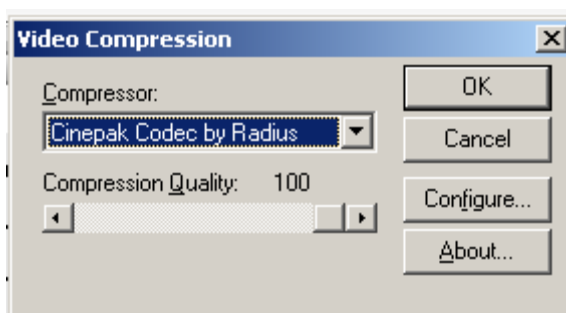 Video Compression
Compressor:
Cinepak Codec by Radius
Compression Quality: 100
OK
Cancel
Configure...
About...